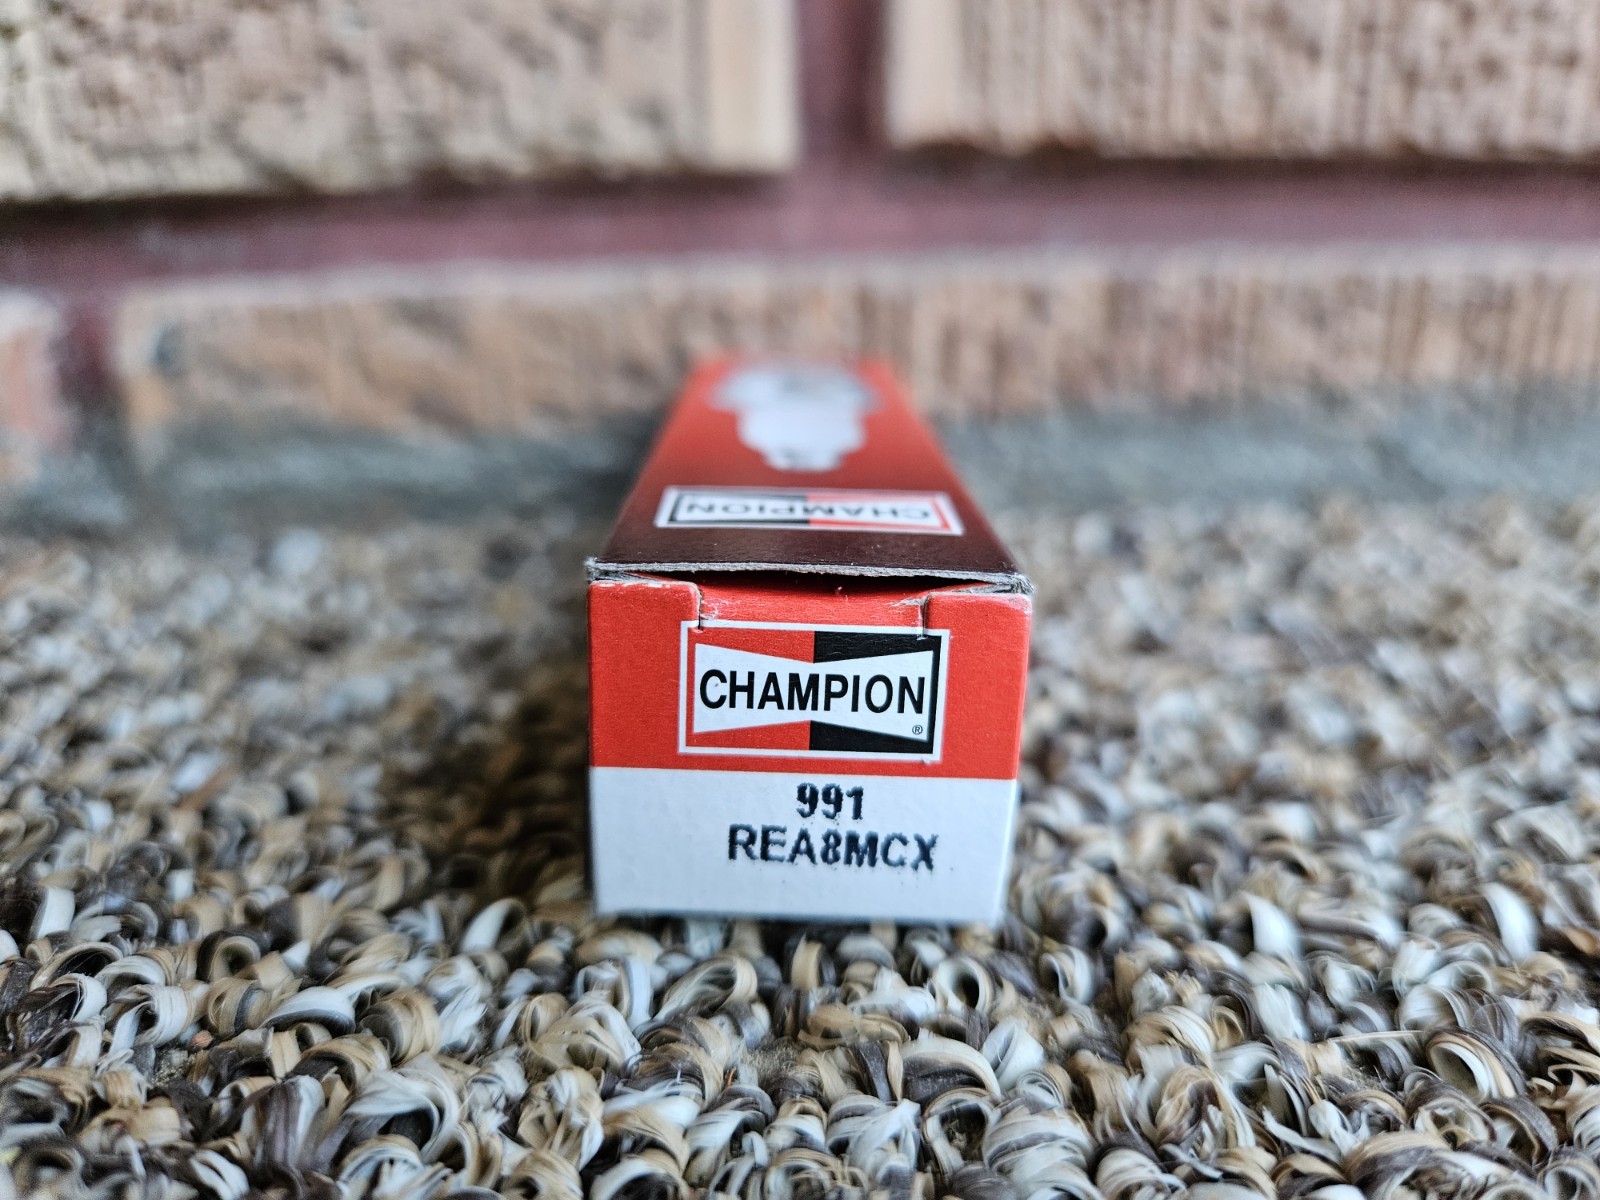 CHAMPION
CHAMPION
®
991
REA8MCX